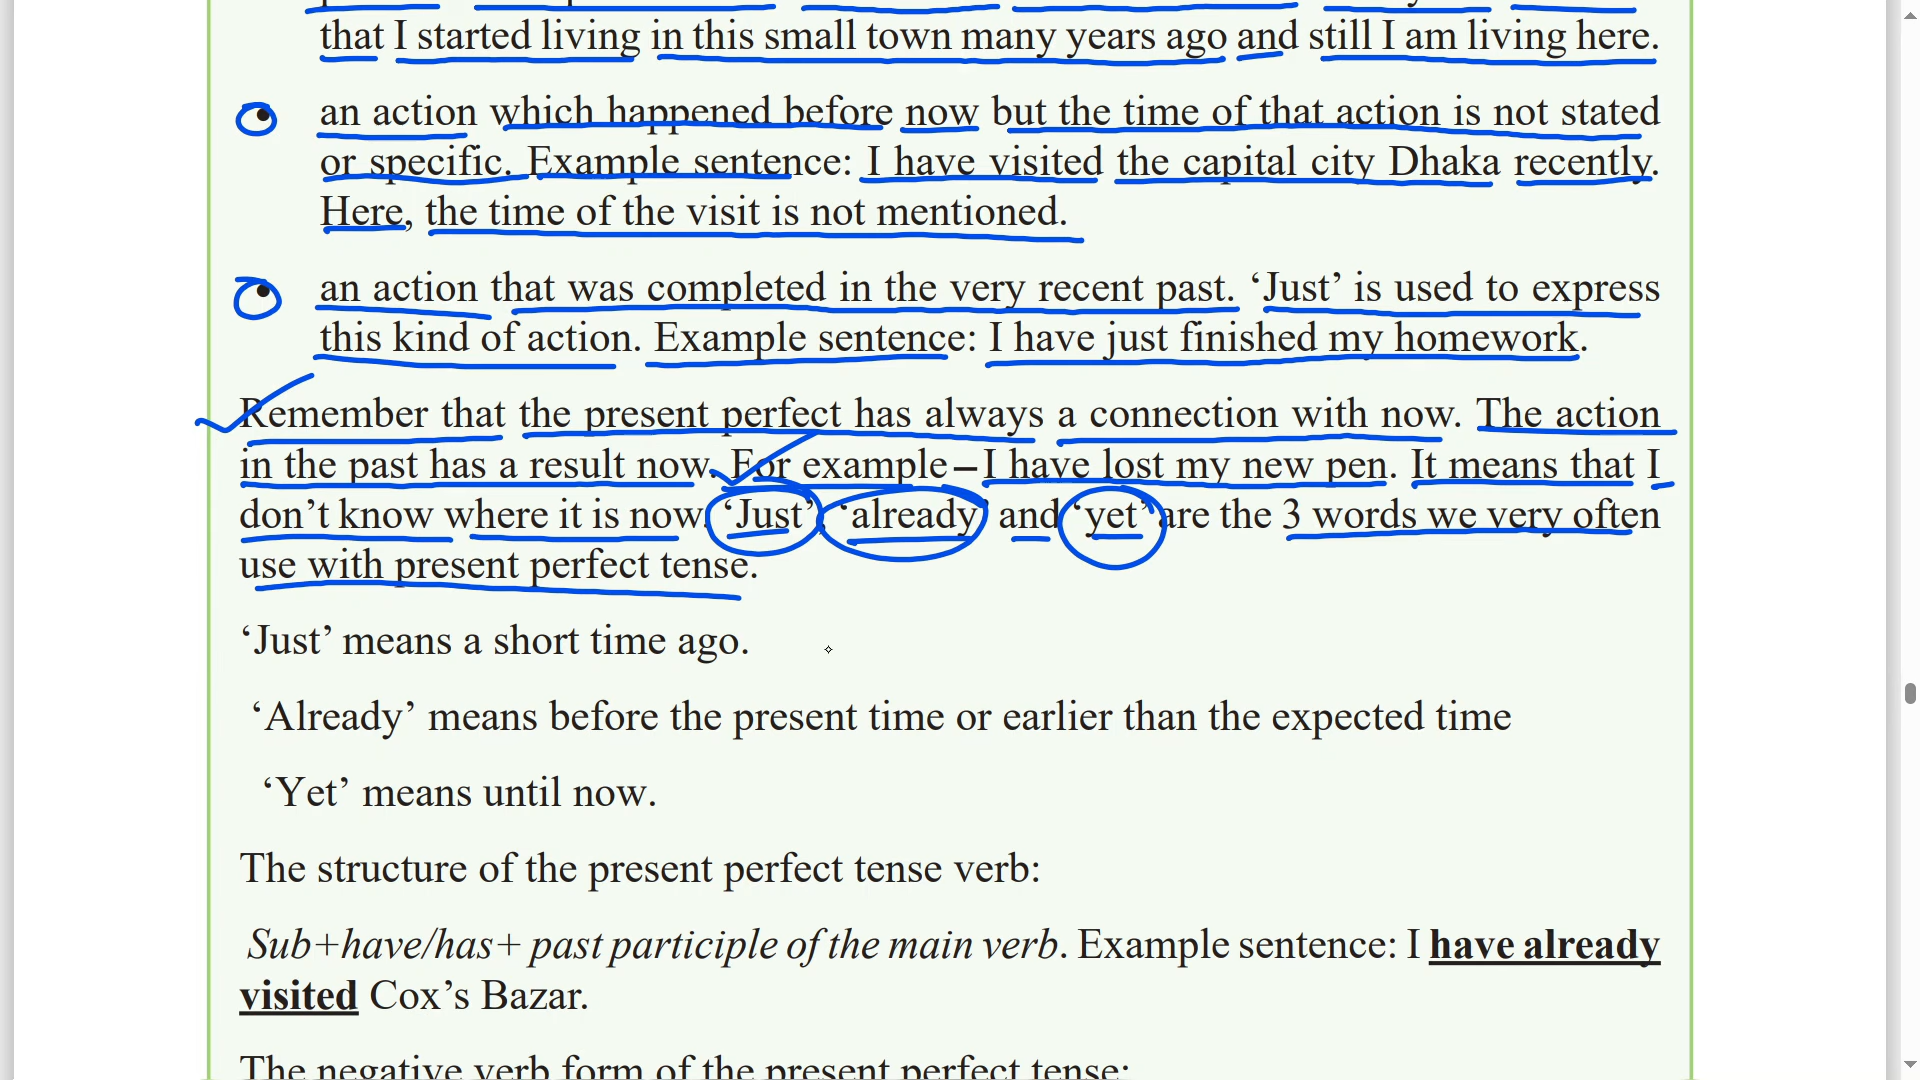 that I started living in this small town many years ago and still I am living here.
• an action which happened before now but the time of that action is not stated
or specific. Example sentence: I have visited the capital city Dhaka recently.
Here, the time of the visit is not mentioned.
• an action that was completed in the very recent past. ‘Just’ is used to express
this kind of action. Example sentence: I have just finished my homework.
Remember that the present perfect has always a connection with now. The action
in the past has a result now. For example – I have lost my new pen. It means that I
don’t know where it is now. ‘Just’, ‘already’ and ‘yet’ are the 3 words we very often
use with present perfect tense.
‘Just’ means a short time ago.
‘Already’ means before the present time or earlier than the expected time
‘Yet’ means until now.
The structure of the present perfect tense verb:
Sub+have/has+ past participle of the main verb. Example sentence: I have already
visited Cox’s Bazar.
The negative verb form of the present perfect tense: